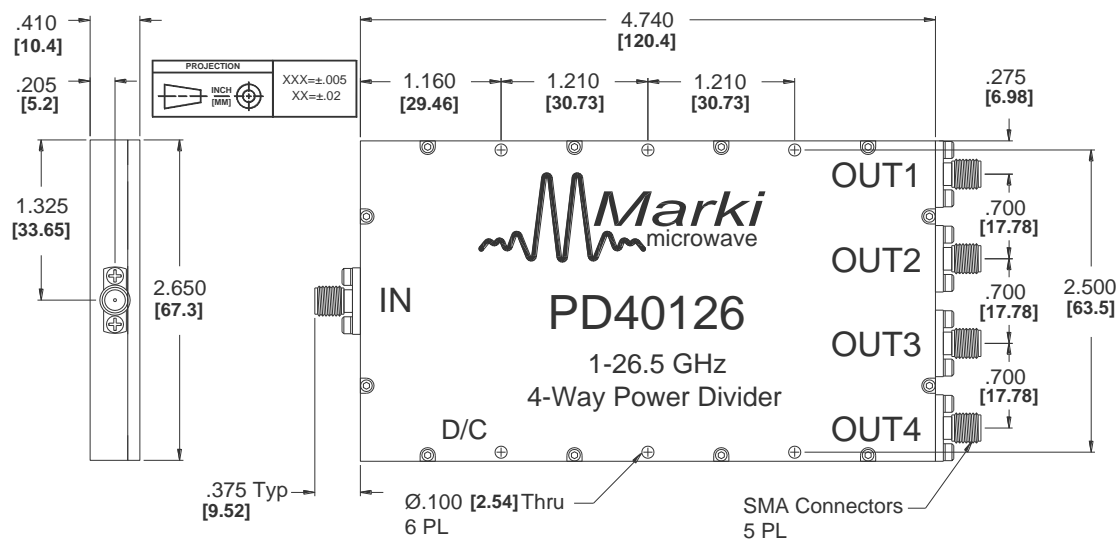 .410
[10.4]
4.740
[120.4]
.205
[5.2]
PROJECTION
INCH
[MM]
XXX=±.005
XX=±.02
1.160
[29.46]
1.210
[30.73]
1.210
[30.73]
.275
[6.98]
1.325
[33.65]
2.650
[67.3]
Marki
microwave
OUT1
OUT2
OUT3
OUT4
.700
[17.78]
.700
[17.78]
.700
[17.78]
2.500
[63.5]
IN
PD40126
1-26.5 GHz
4-Way Power Divider
D/C
.375 Typ
[9.52]
Ø.100 [2.54] Thru
6 PL
SMA Connectors
5 PL